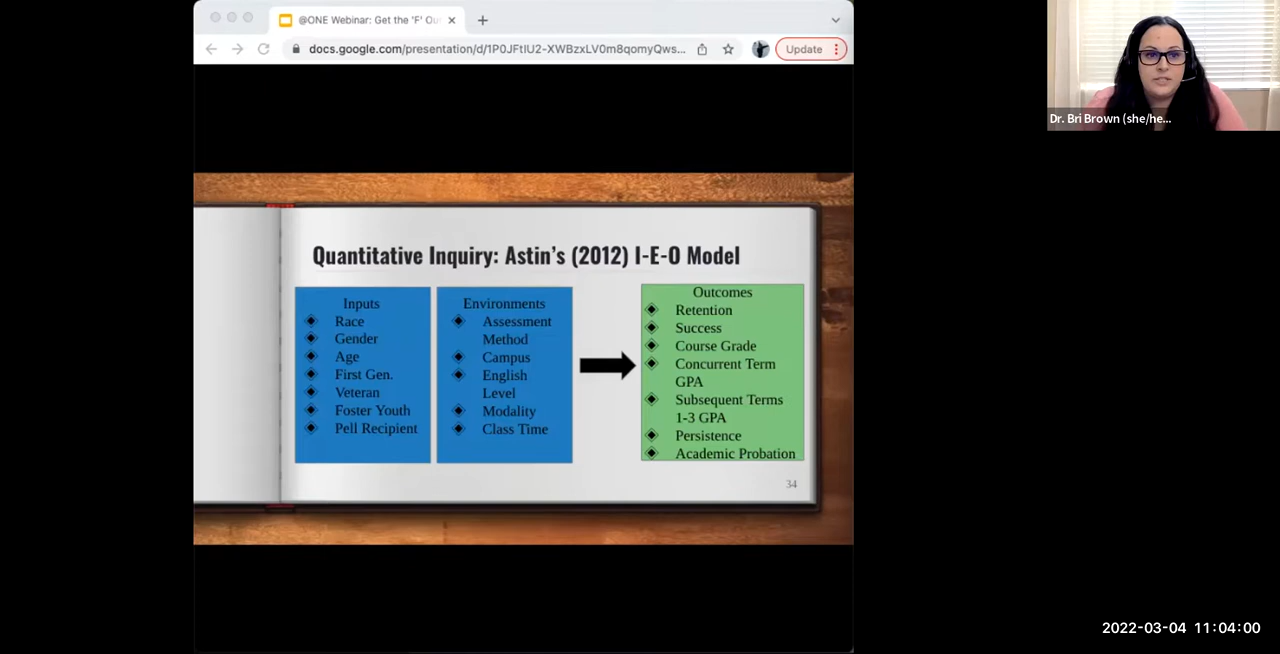 @ONE Webinar: Get the 'F' Ou
docs.google.com/presentation/d/1P0JFtIU2-XWBzxLV0m8qomyQws...
Update
Dr. Bri Brown (she/he...
Quantitative Inquiry: Astin's (2012) I-E-O Model
Inputs
Race
Gender
Age
First Gen.
Veteran
Foster Youth
Pell Recipient
Environments
Assessment
Method
Campus
English
Level
Modality
Class Time
Outcomes
Retention
Success
Course Grade
Concurrent Term
GPA
Subsequent Terms
1-3 GPA
Persistence
Academic Probation
34
2022-03-04 11:04:00